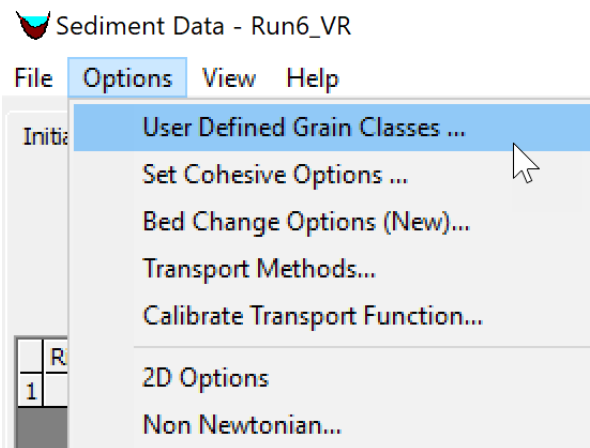 Sediment Data - Run6_VR
File Options View Help
User Defined Grain Classes ...
Set Cohesive Options ...
Bed Change Options (New)...
Transport Methods...
Calibrate Transport Function...
2D Options
Non Newtonian...
Initia
R
1